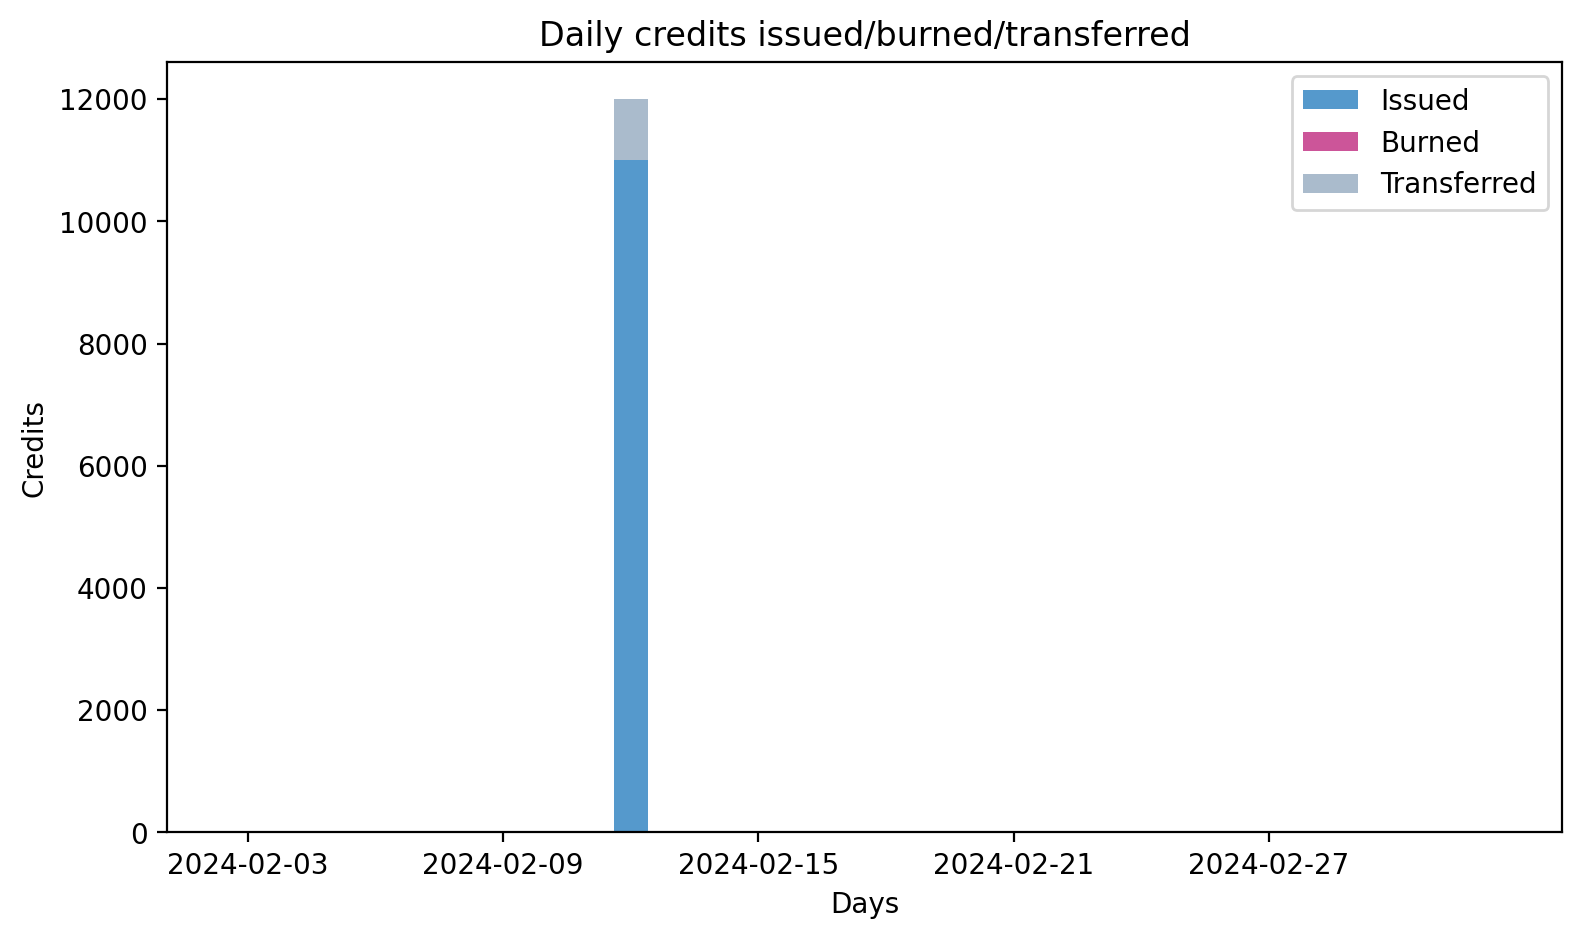 Daily credits issued/burned/transferred
12000
10000
8000
6000
4000
2000
0
Credits
Issued
Burned
Transferred
2024-02-03
2024-02-09
2024-02-15
2024-02-21
2024-02-27
Days